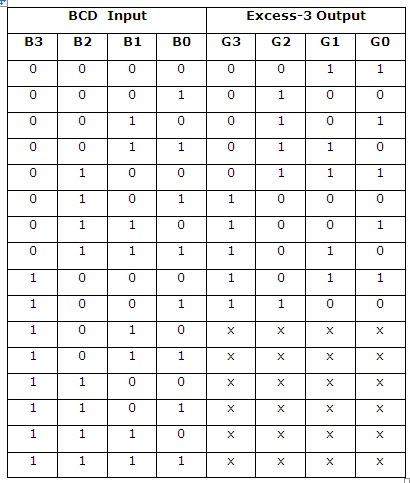 BCD Input Excess-3 Output
B3 B2 B1 B0 G3 G2 G1 G0
0 0 0 0 0 0 1 1
0 0 0 1 0 1 0 0
0 0 1 0 0 1 0 1
0 0 1 1 0 1 1 0
0 1 0 0 0 1 1 1
0 1 0 1 1 0 0 0
0 1 1 0 1 0 0 1
0 1 1 1 1 0 1 0
1 0 0 0 1 0 1 1
1 0 0 1 1 1 0 0
1 0 1 0 x x x x
1 0 1 1 x x x x
1 1 0 0 x x x x
1 1 0 1 x x x x
1 1 1 0 x x x x
1 1 1 1 x x x x